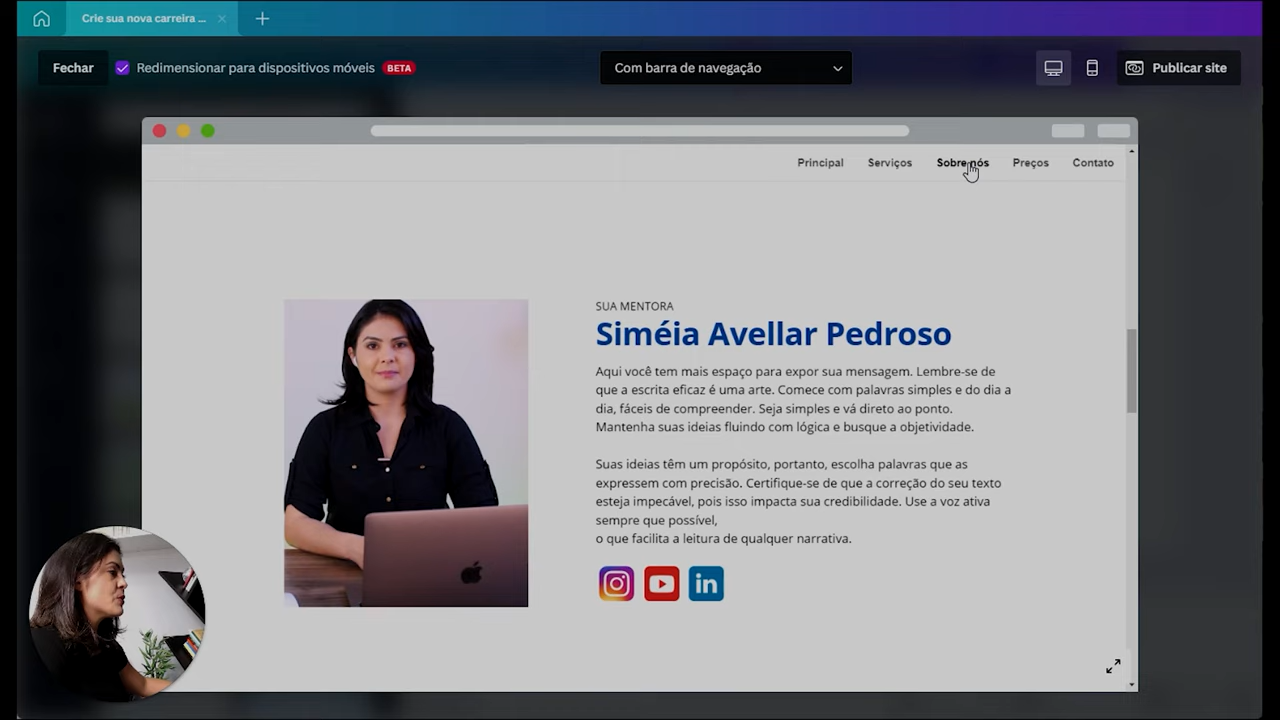 Crie sua nova carreira ...
Fechar
Redimensionar para dispositivos móveis
BETA
Com barra de navegação
Publicar site
Principal
Serviços
Sobre nós
Preços
Contato
SUA MENTORA
Siméia Avellar Pedroso
Aqui você tem mais espaço para expor sua mensagem. Lembre-se de
que a escrita eficaz é uma arte. Comece com palavras simples e do dia a
dia, fáceis de compreender. Seja simples e vá direto ao ponto.
Mantenha suas ideias fluindo com lógica e busque a objetividade.
Suas ideias têm um propósito, portanto, escolha palavras que as
expressem com precisão. Certifique-se de que a correção do seu texto
esteja impecável, pois isso impacta sua credibilidade. Use a voz ativa
sempre que possível,
o que facilita a leitura de qualquer narrativa.
in